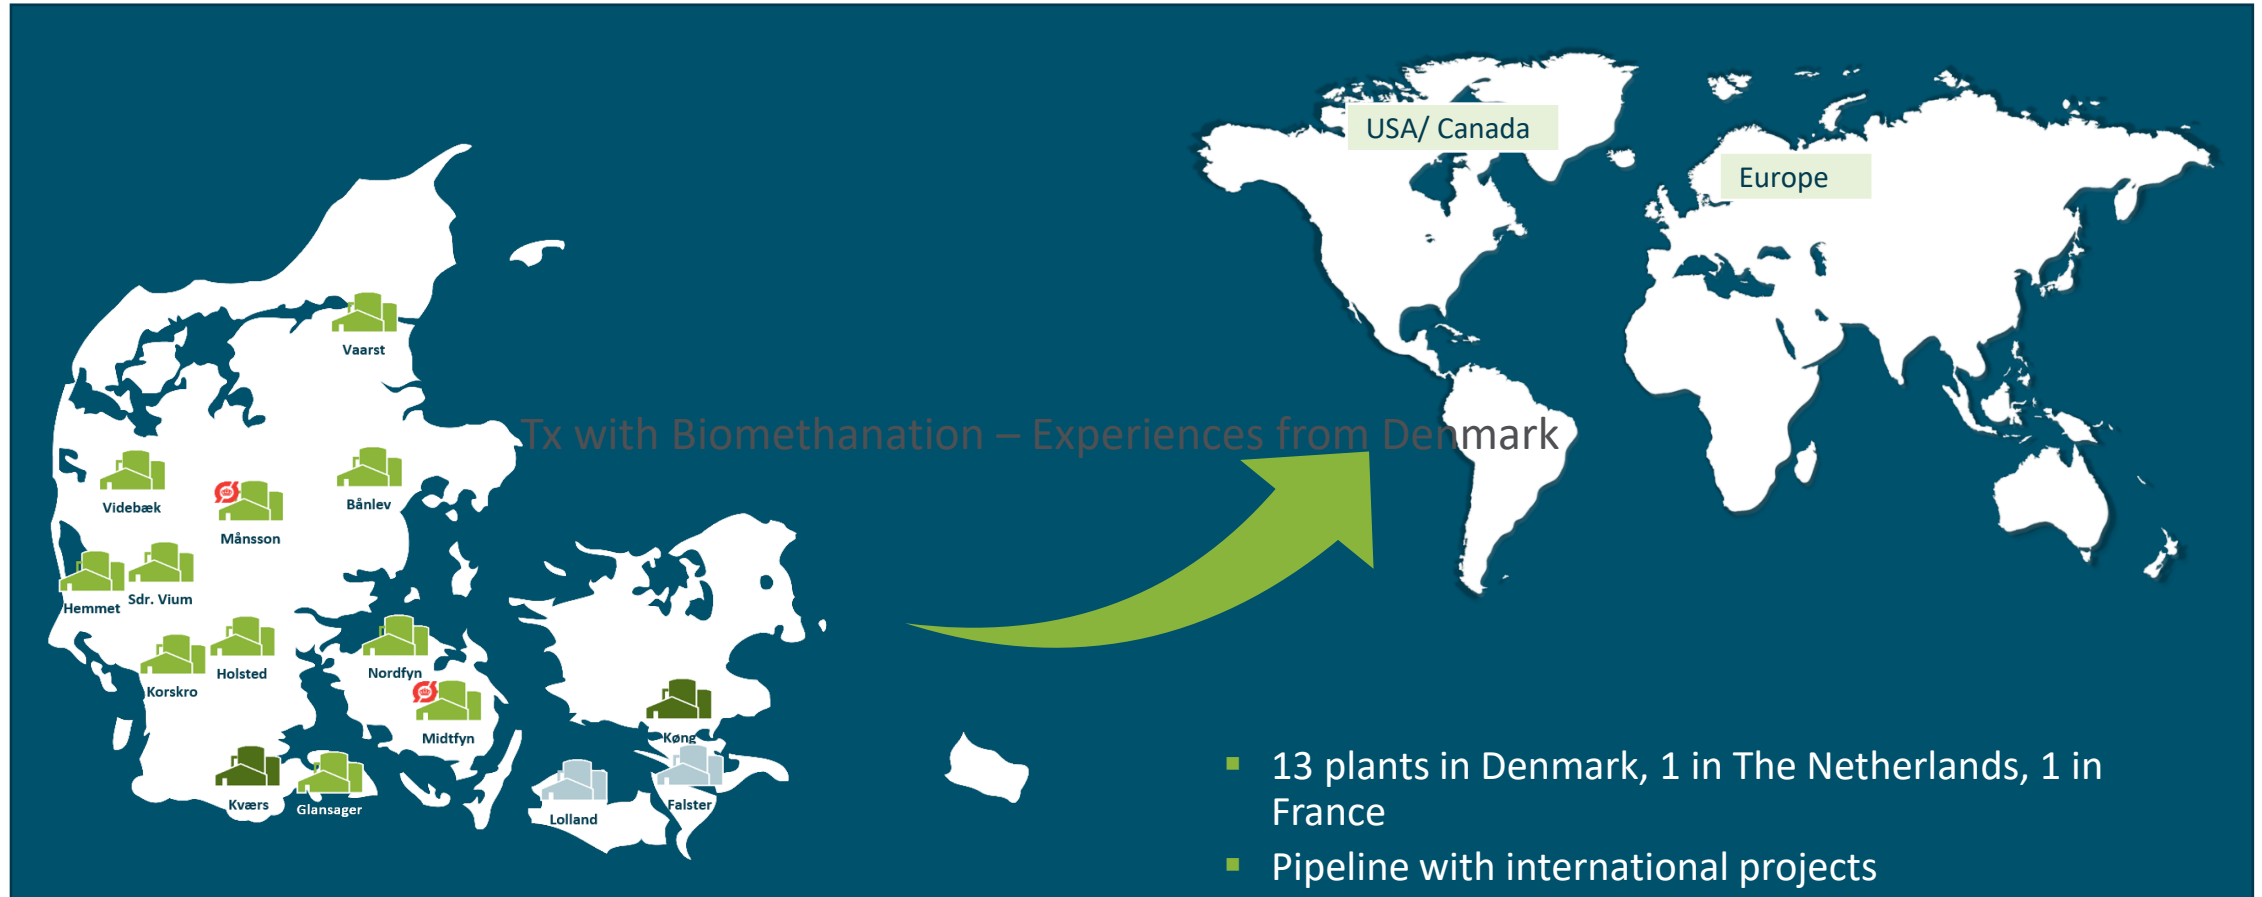 USA/ Canada
Europe
Vaarst
Tx with Biomethanation – Experiences from Denmark
Videbæk
Bånlev
Månsson
Hemmet
Sdr. Vium
Holsted
Nordfyn
Korskro
Midtfyn
Køng
Kværs
Glansager
Lolland
Falster
13 plants in Denmark, 1 in The Netherlands, 1 in
France
Pipeline with international projects